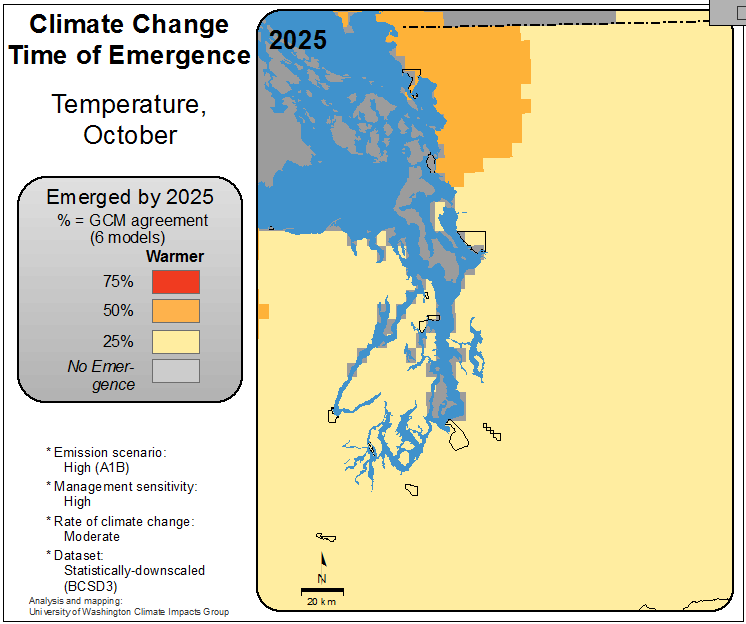 Climate Change
Time of Emergence
Temperature,
October
Emerged by 2025
% = GCM agreement
(6 models)
Warmer
75%
50%
25%
No Emer-
gence
* Emission scenario:
High (A1B)
* Management sensitivity:
High
* Rate of climate change:
Moderate
* Dataset:
Statistically-downscaled
(BCSD3)
Analysis and mapping:
University of Washington Climate Impacts Group
2025
N
20 km